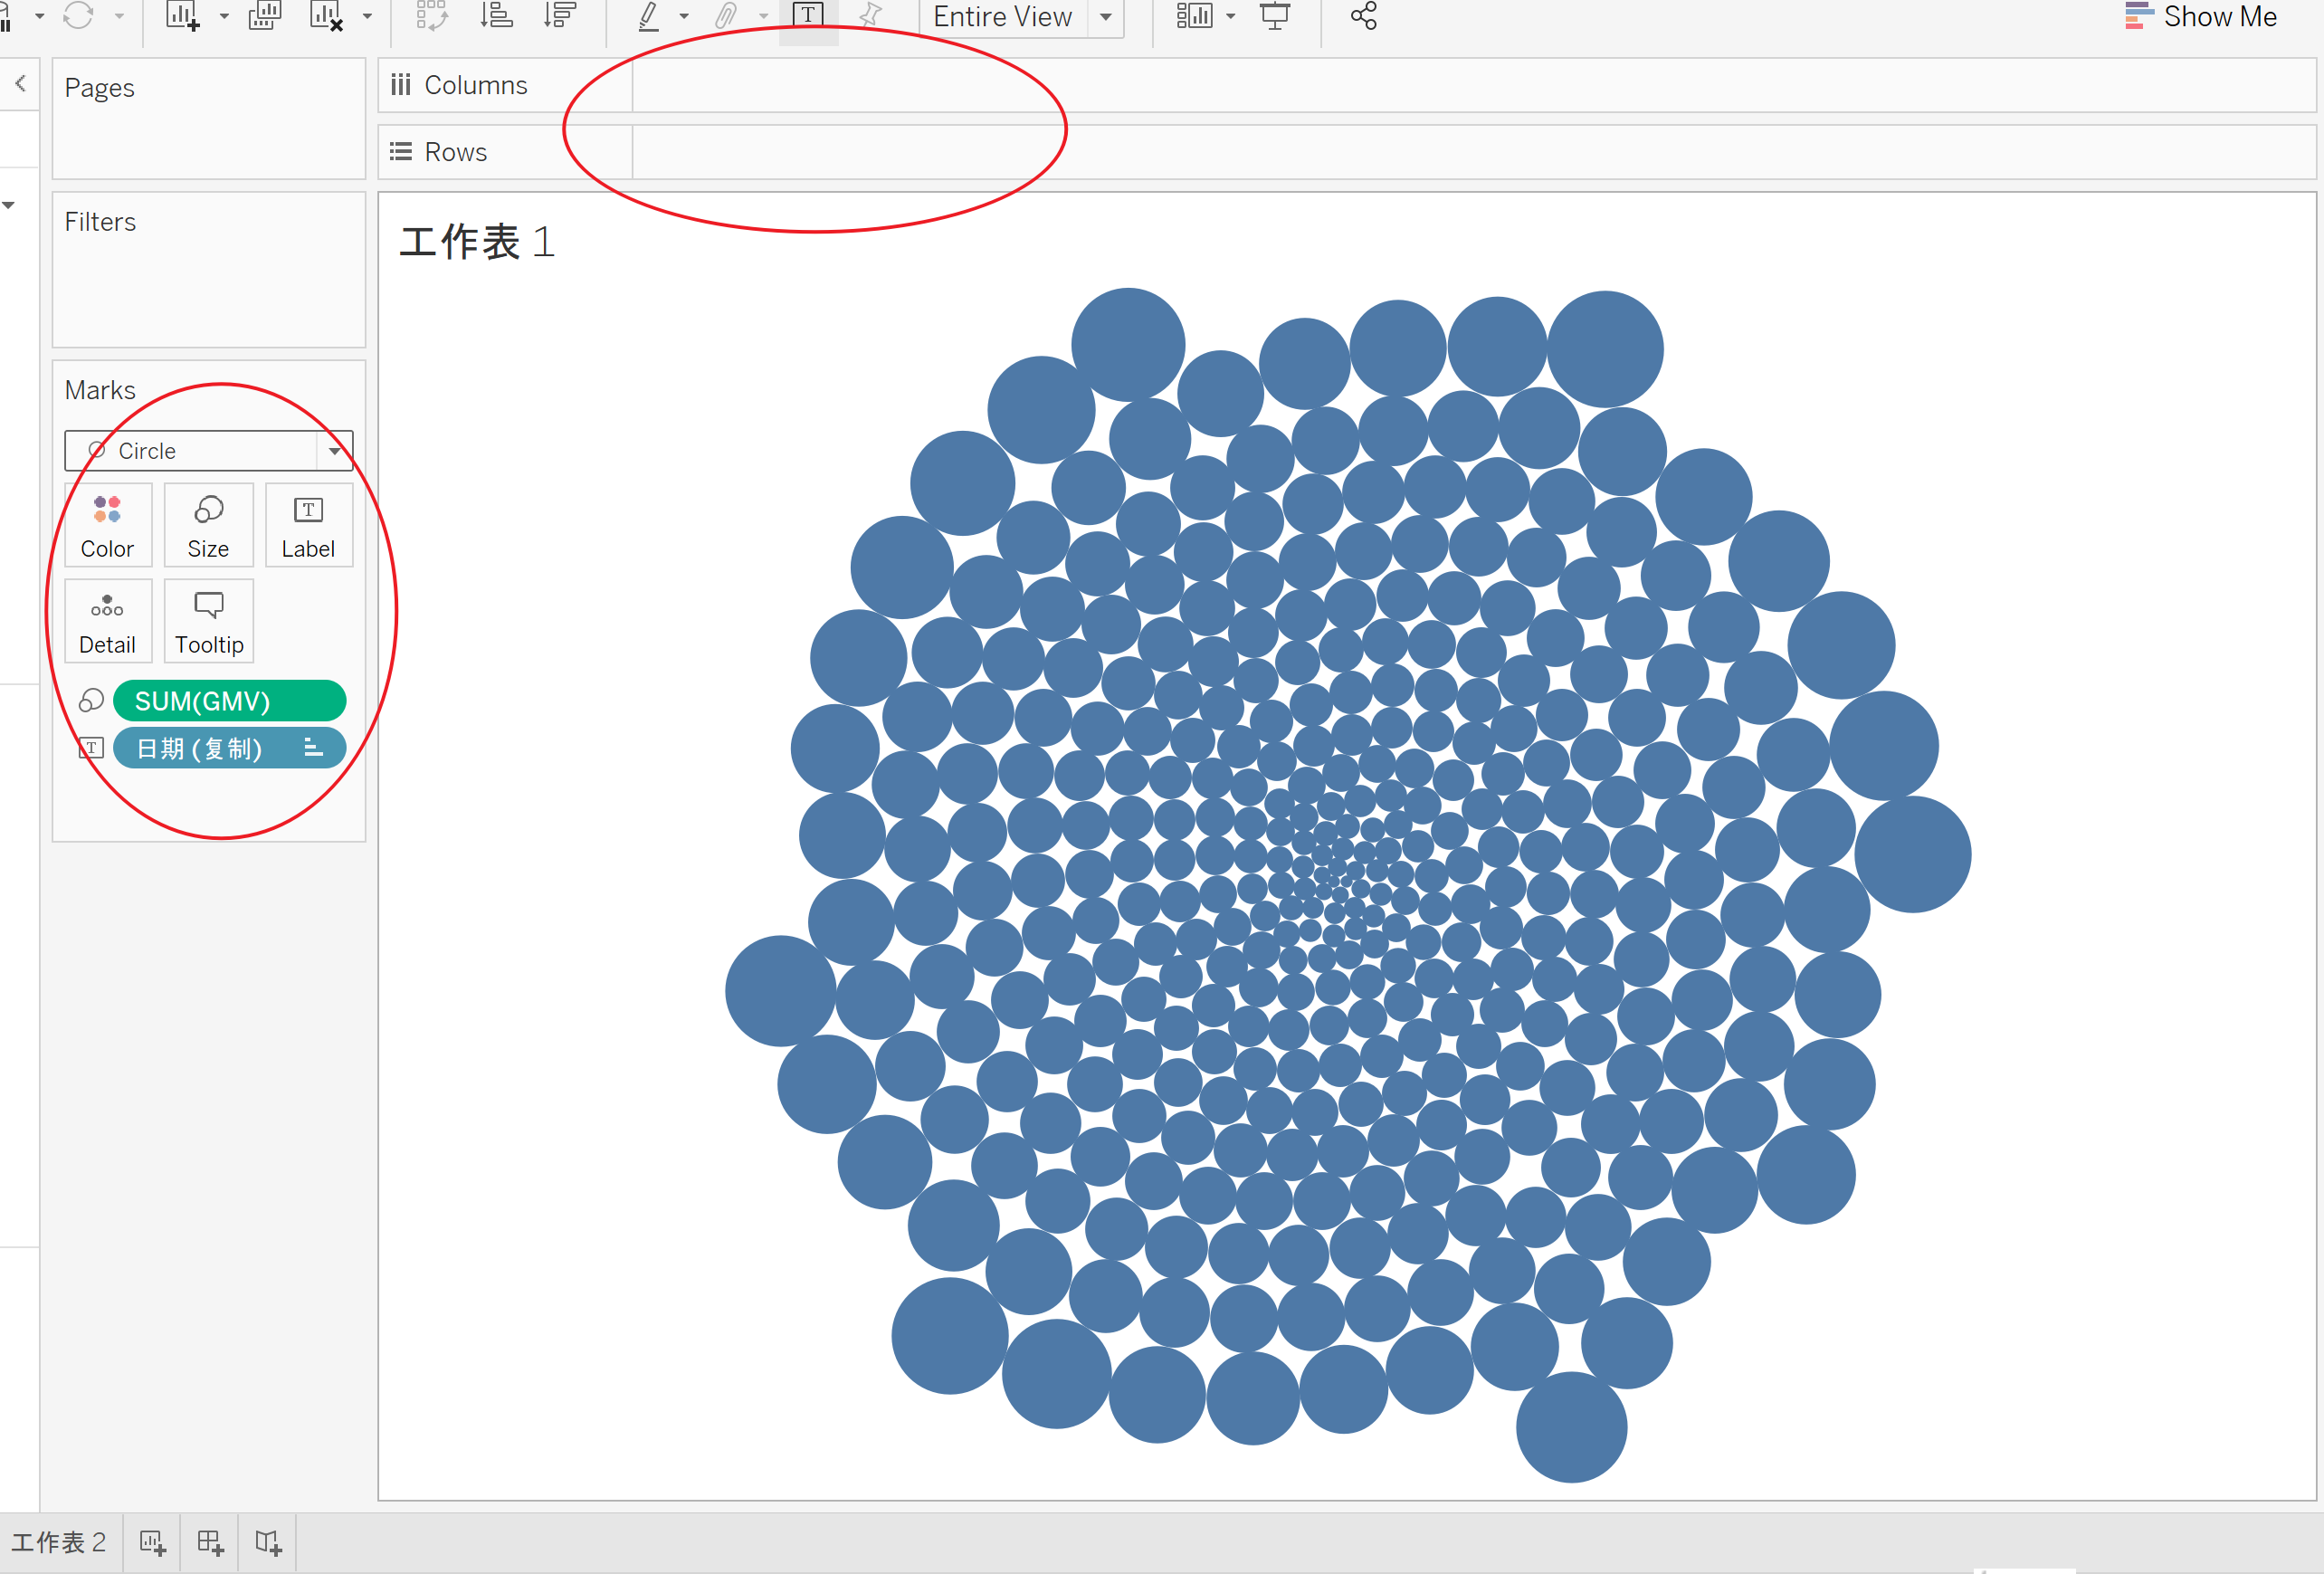 Entire View
Show Me
Pages
Columns
Rows
Filters
工作表 1
Marks
Circle
Color
Size
T
Label
Detail
Tooltip
SUM(GMV)
T
日期 (复制)
工作表 2